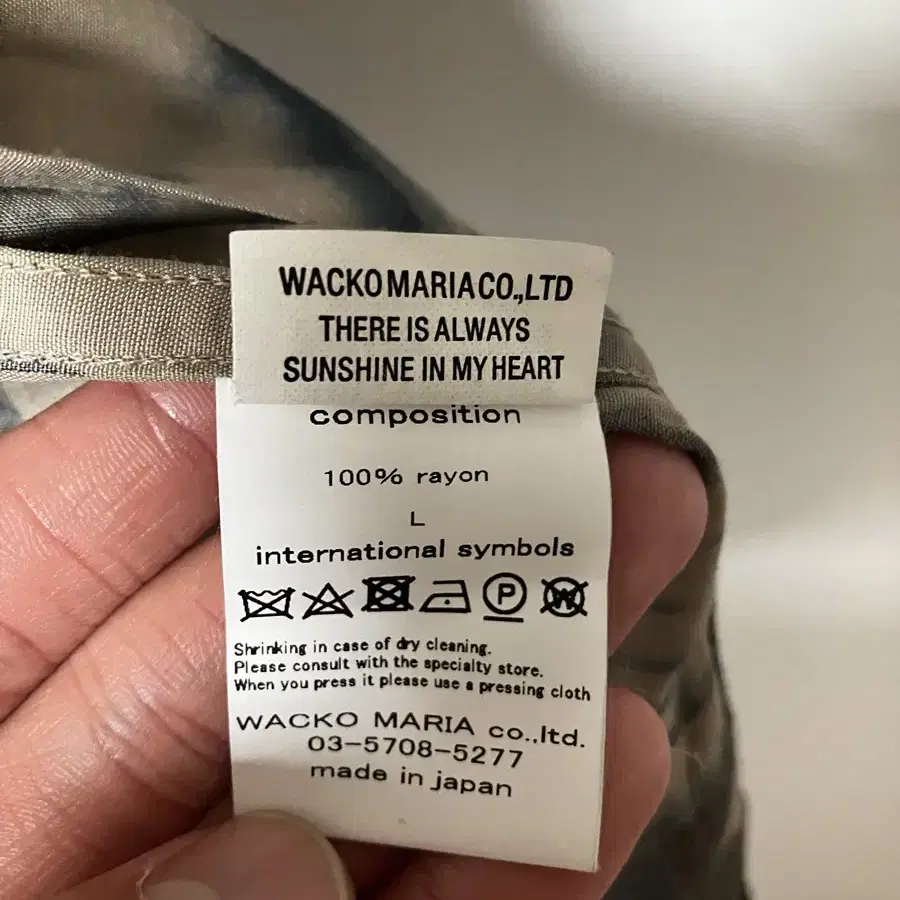 WACKO MARIA CO.,LTD
THERE IS ALWAYS
SUNSHINE IN MY HEART
composition
100% rayon
L
international symbols
P W
Shrinking in case of dry cleaning.
Please consult with the specialty store.
When you press it please use a pressing cloth
WACKO MARIA co.,ltd.
03-5708-5277
made in japan